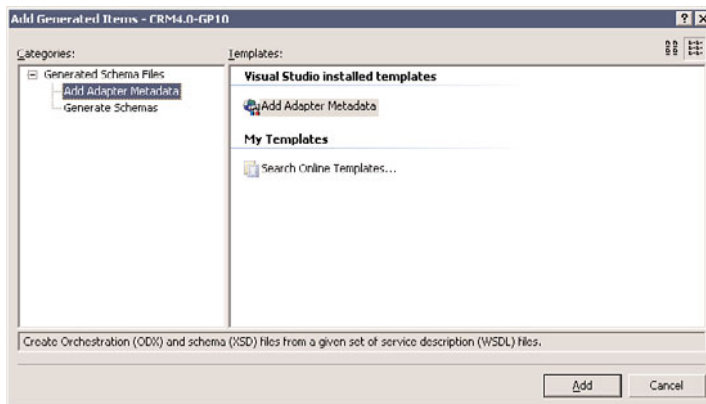 Add Generated Items - CRM4.0-GP10
Categories:
Templates:
Generated Schema Files
Add Adapter Metadata
Generate Schemas
Visual Studio installed templates
Add Adapter Metadata
My Templates
Search Online Templates...
Create Orchestration (ODX) and schema (XSD) files from a given set of service description (WSDL) files.
Add
Cancel